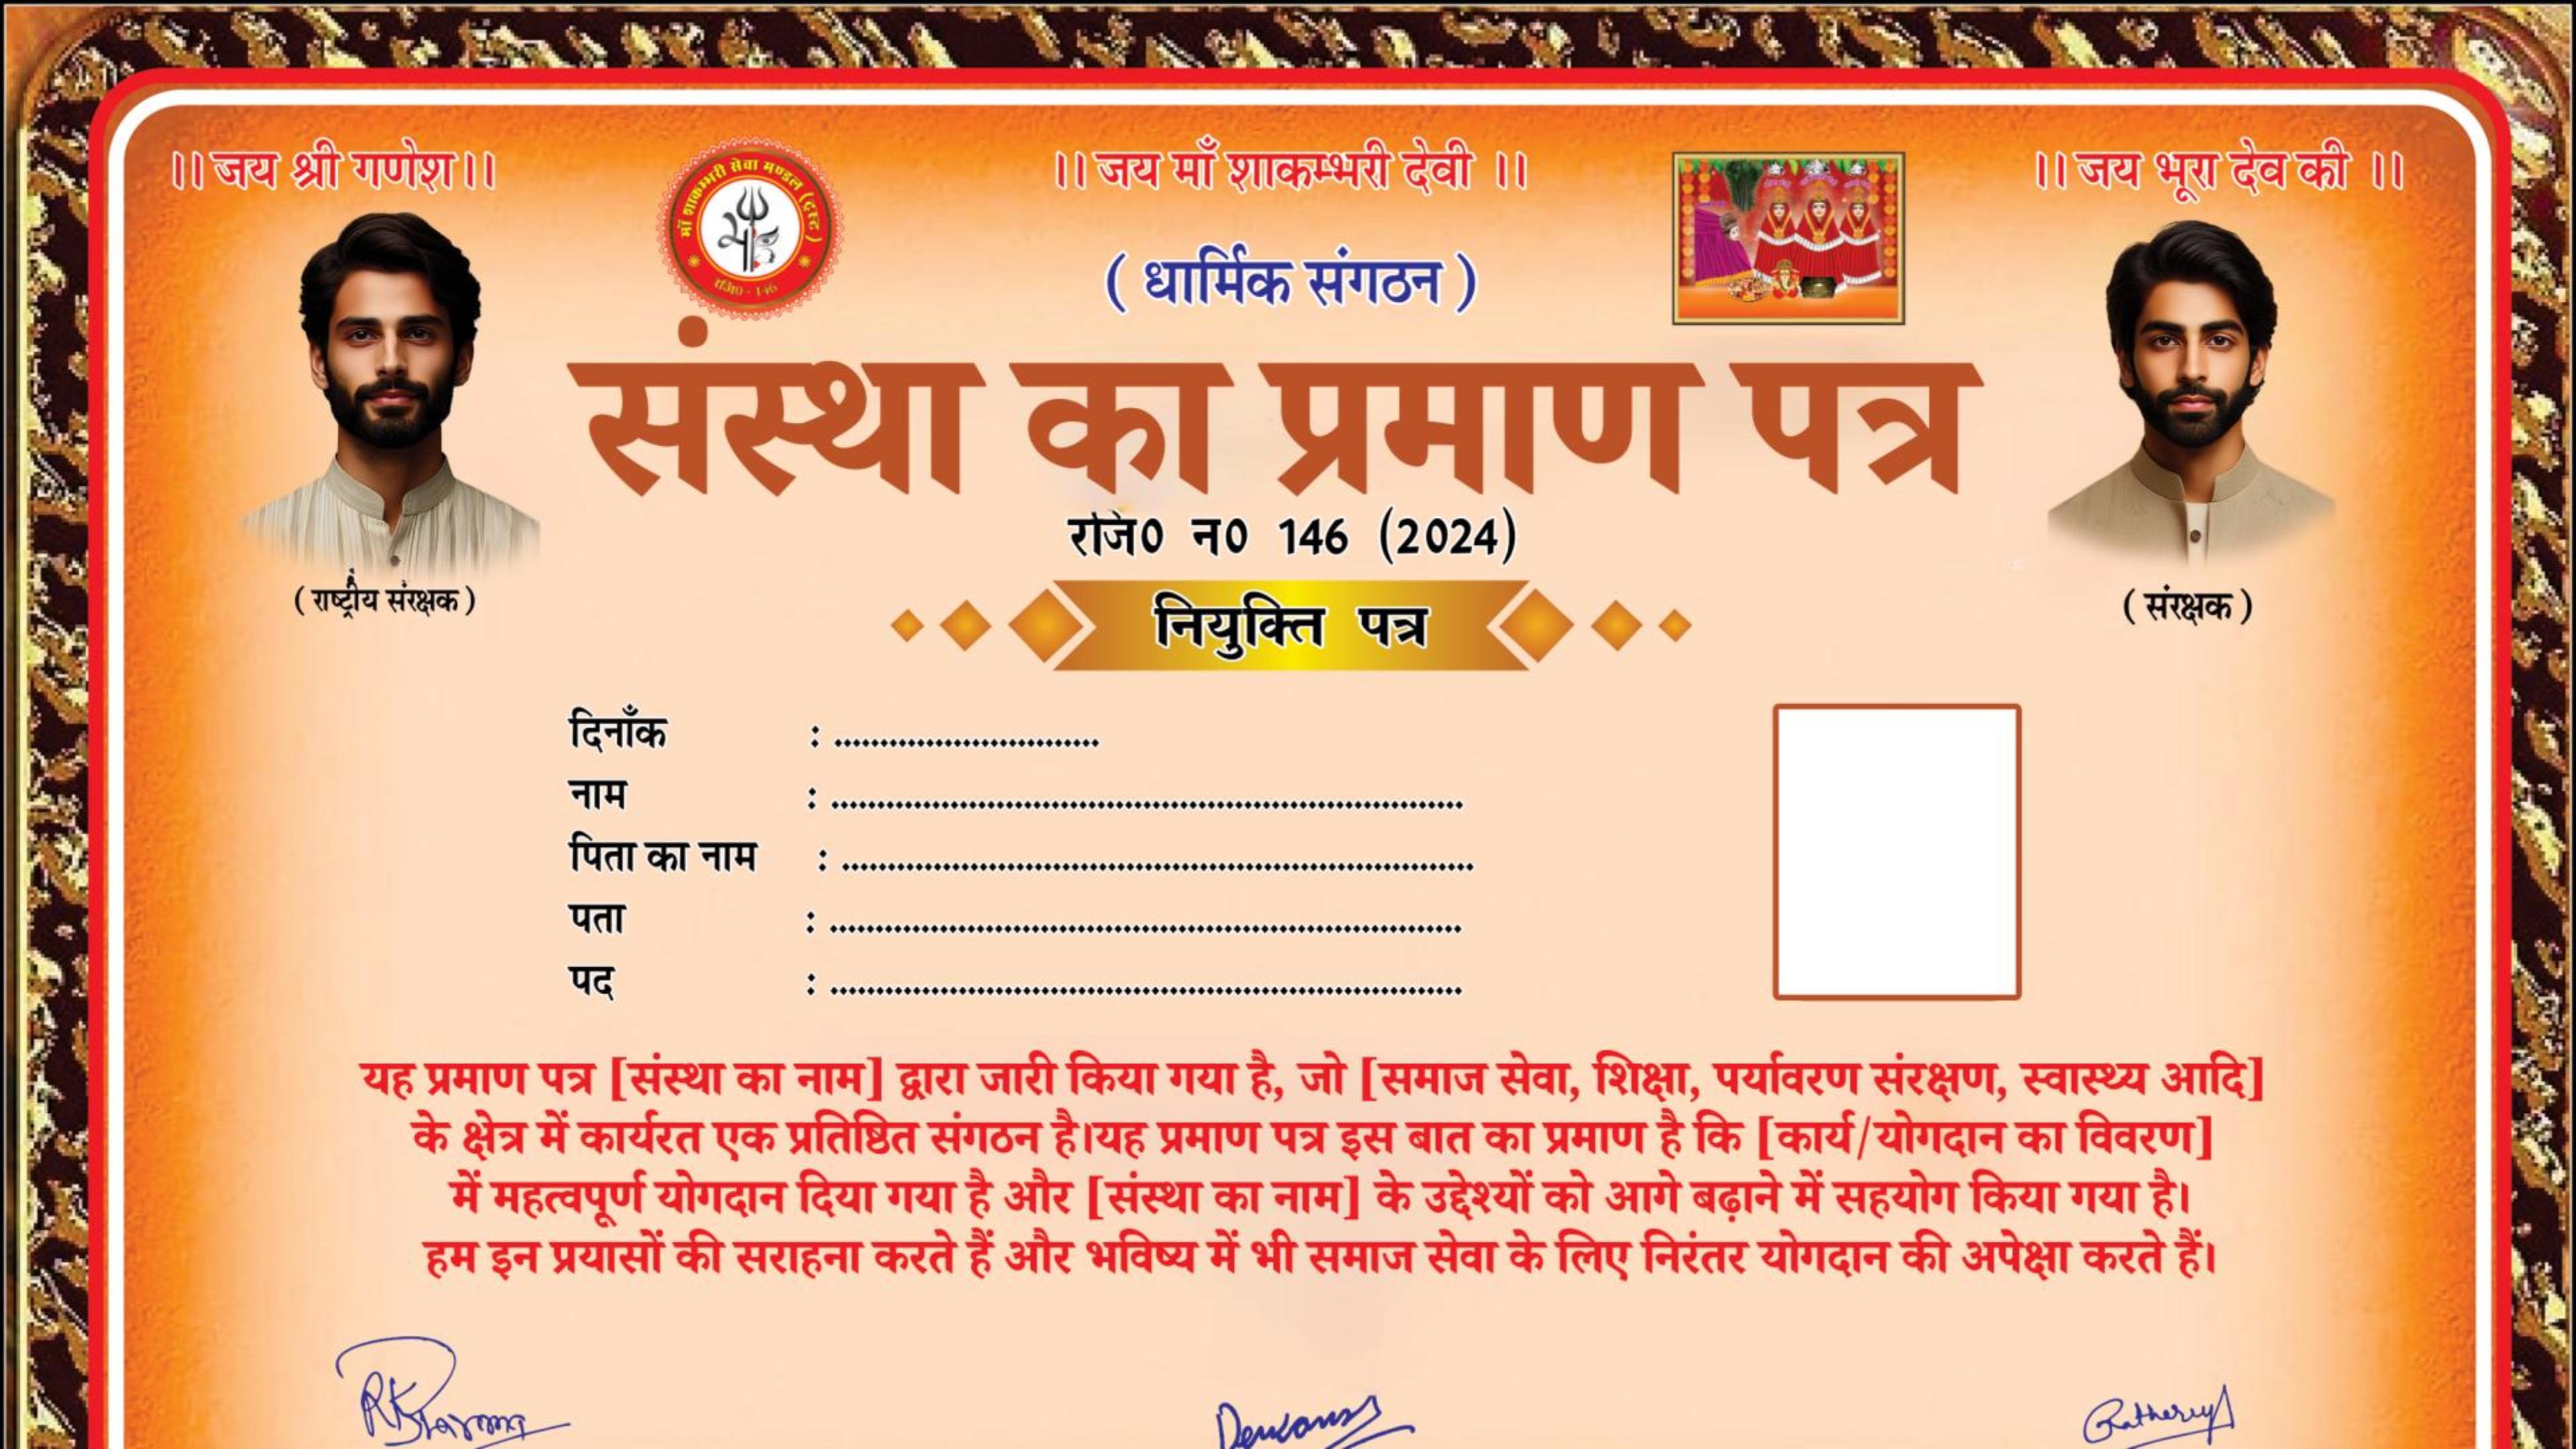 ।। जय श्री गणेश।।
।। जय माँ शाकम्भरी देवी ।।
।। जय भूरा देव की ।।
माँ शाकम्भरी सेवा मण्डल (ट्रस्ट)
रजि0 - 146
( धार्मिक संगठन )
संस्था का प्रमाण पत्र
रजि0 न0 146 (2024)
( राष्ट्रीय संरक्षक )
( संरक्षक )
नियुक्ति पत्र
दिनाँक : .............................
नाम : .....................................................................
पिता का नाम : .....................................................................
पता : .....................................................................
पद : .....................................................................
यह प्रमाण पत्र [संस्था का नाम] द्वारा जारी किया गया है, जो [समाज सेवा, शिक्षा, पर्यावरण संरक्षण, स्वास्थ्य आदि]
के क्षेत्र में कार्यरत एक प्रतिष्ठित संगठन है।यह प्रमाण पत्र इस बात का प्रमाण है कि [कार्य/योगदान का विवरण]
में महत्वपूर्ण योगदान दिया गया है और [संस्था का नाम] के उद्देश्यों को आगे बढ़ाने में सहयोग किया गया है।
हम इन प्रयासों की सराहना करते हैं और भविष्य में भी समाज सेवा के लिए निरंतर योगदान की अपेक्षा करते हैं।
RKSharma